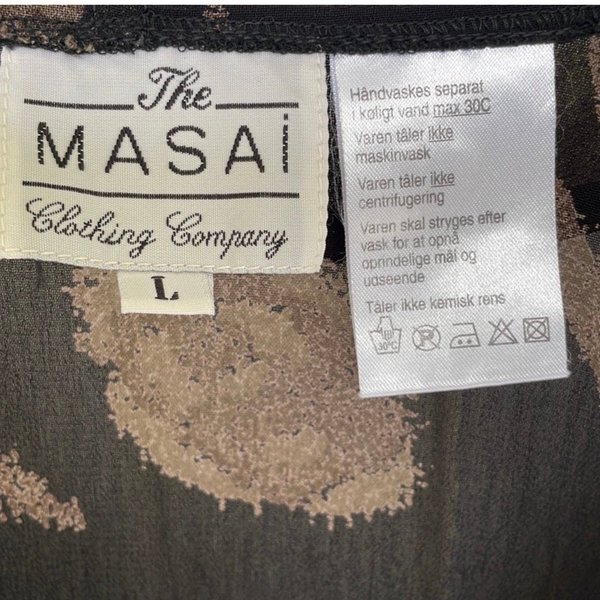 The
MASAi
Clothing Company
L
Håndvaskes separat
i køligt vand max 30C
Varen tåler ikke
maskinvask
Varen tåler ikke
centrifugering
Varen skal stryges efter
vask for at opnå
oprindelige mål og
udseende
Tåler ikke kemisk rens
30°C